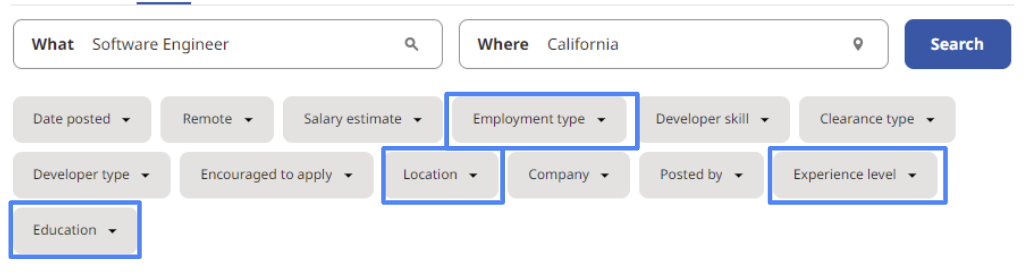 What Software Engineer Where California Search
Date posted Remote Salary estimate Employment type Developer skill Clearance type
Developer type Encouraged to apply Location Company Posted by Experience level
Education